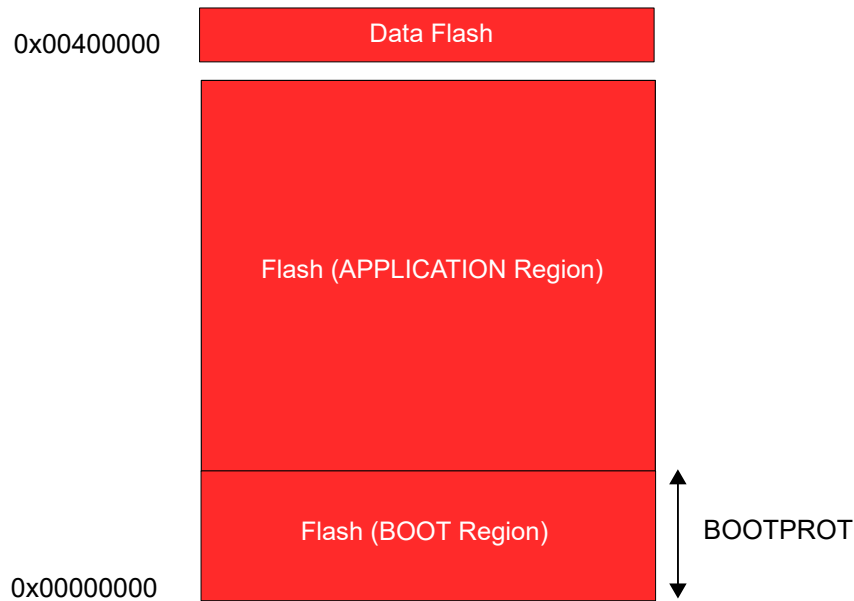 Data Flash
0x00400000
Flash (APPLICATION Region)
Flash (BOOT Region)
BOOTPROT
0x00000000